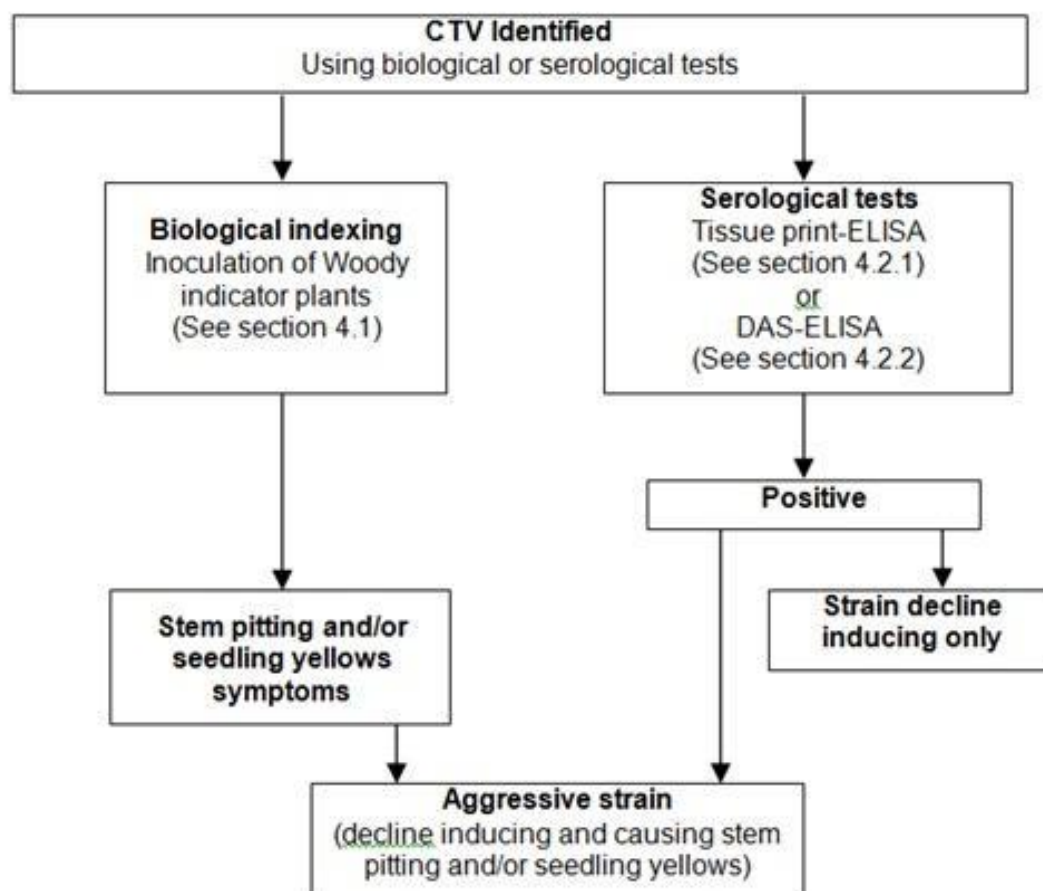 CTV Identified
Using biological or serological tests
Biological indexing
Inoculation of Woody
indicator plants
(See section 4.1)
Serological tests
Tissue print-ELISA
(See section 4.2.1)
or
DAS-ELISA
(See section 4.2.2)
Positive
Strain decline
inducing only
Stem pitting and/or
seedling yellows
symptoms
Aggressive strain
(decline inducing and causing stem
pitting and/or seedling yellows)